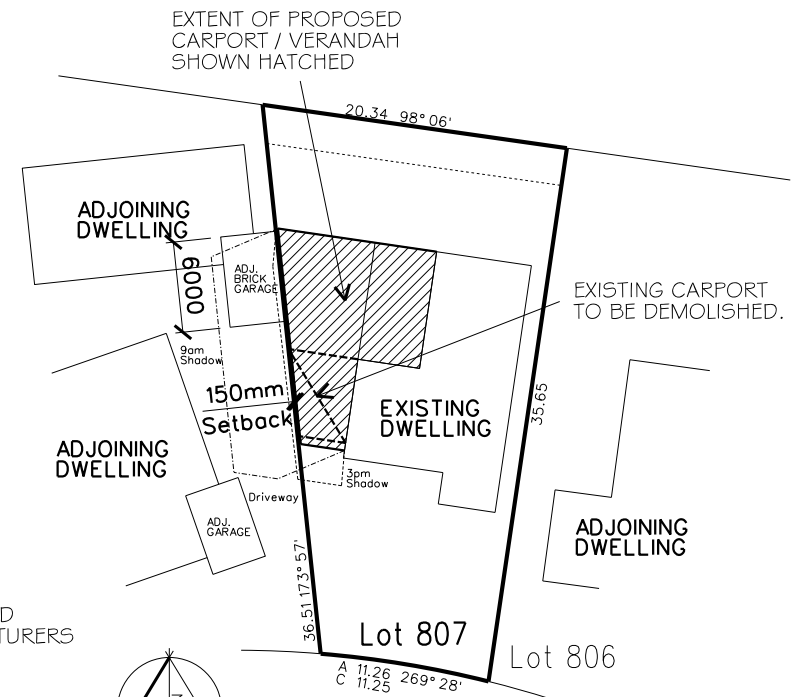 EXTENT OF PROPOSED
CARPORT / VERANDAH
SHOWN HATCHED
20.34 98°06'
ADJOINING
DWELLING
6000
ADJ.
BRICK
GARAGE
EXISTING CARPORT
TO BE DEMOLISHED.
9am
Shadow
150mm
Setback
EXISTING
DWELLING
35.65
ADJOINING
DWELLING
3pm
Shadow
Driveway
ADJ.
GARAGE
ADJOINING
DWELLING
36.51 173°57'
D
TURERS
Lot 807
Lot 806
A 11.26
C 11.25
269°28'